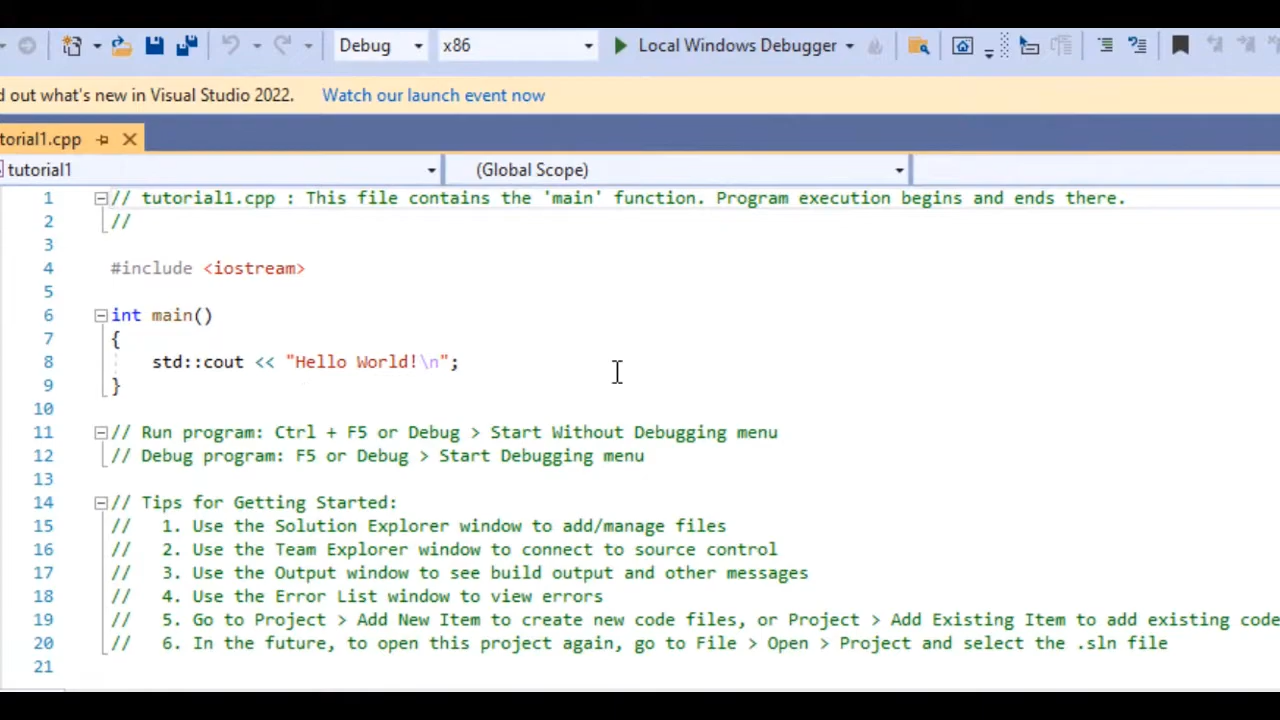 Debug x86 Local Windows Debugger
d out what's new in Visual Studio 2022. Watch our launch event now
torial1.cpp
tutorial1 (Global Scope)
1 // tutorial1.cpp : This file contains the 'main' function. Program execution begins and ends there.
2 //
3
4 #include <iostream>
5
6 int main()
7 {
8 std::cout << "Hello World!\n";
9 }
10
11 // Run program: Ctrl + F5 or Debug > Start Without Debugging menu
12 // Debug program: F5 or Debug > Start Debugging menu
13
14 // Tips for Getting Started:
15 // 1. Use the Solution Explorer window to add/manage files
16 // 2. Use the Team Explorer window to connect to source control
17 // 3. Use the Output window to see build output and other messages
18 // 4. Use the Error List window to view errors
19 // 5. Go to Project > Add New Item to create new code files, or Project > Add Existing Item to add existing code
20 // 6. In the future, to open this project again, go to File > Open > Project and select the .sln file
21